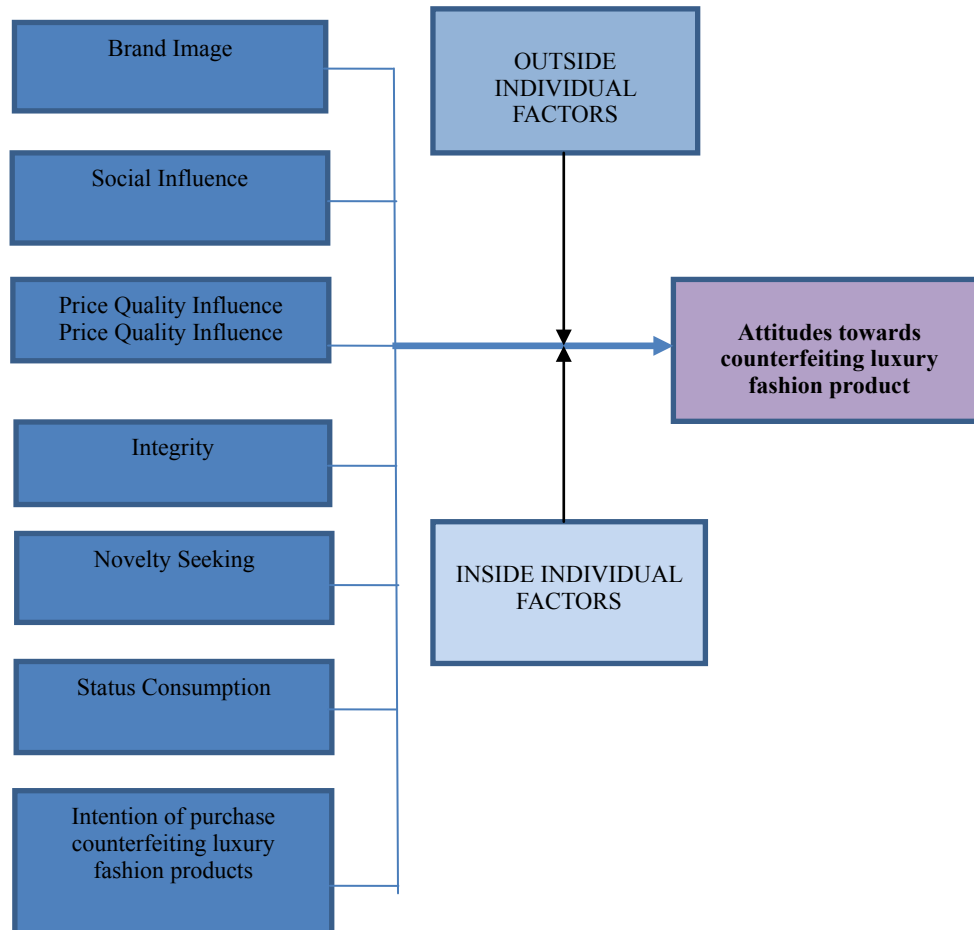 Brand Image
OUTSIDE
INDIVIDUAL
FACTORS
Social Influence
Price Quality Influence
Price Quality Influence
Attitudes towards
counterfeiting luxury
fashion product
Integrity
Novelty Seeking
INSIDE INDIVIDUAL
FACTORS
Status Consumption
Intention of purchase
counterfeiting luxury
fashion products